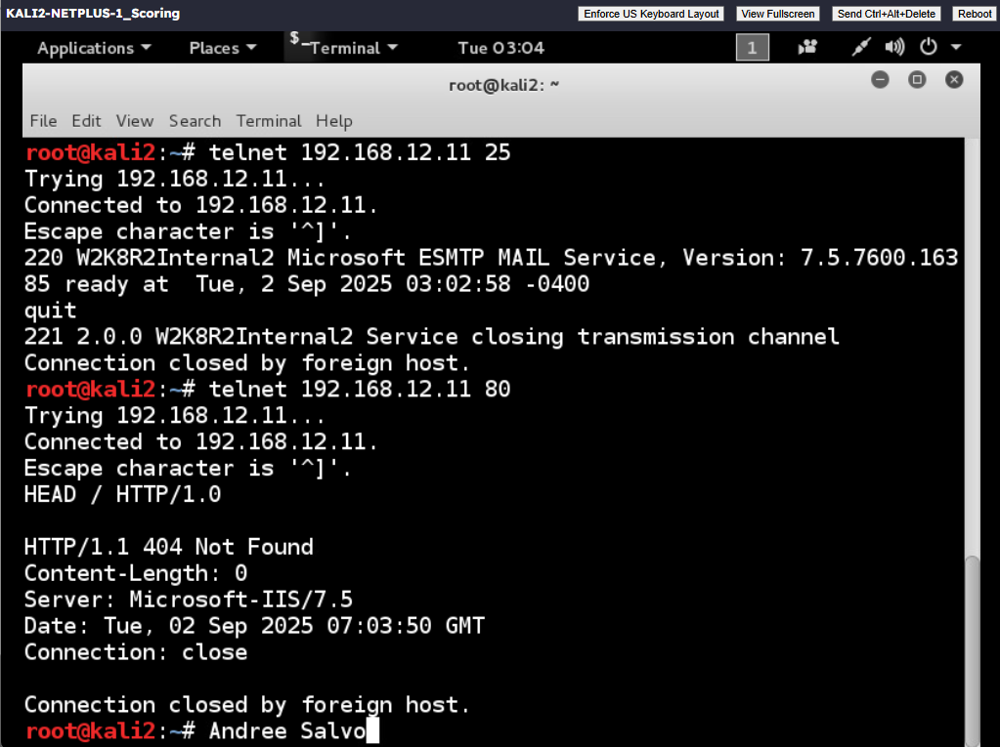 KALI2-NETPLUS-1_Scoring
Enforce US Keyboard Layout View Fullscreen Send Ctrl+Alt+Delete Reboot
Applications Places $_Terminal Tue 03:04 1
root@kali2: ~
File Edit View Search Terminal Help
root@kali2:~# telnet 192.168.12.11 25
Trying 192.168.12.11...
Connected to 192.168.12.11.
Escape character is '^]'.
220 W2K8R2Internal2 Microsoft ESMTP MAIL Service, Version: 7.5.7600.163
85 ready at  Tue, 2 Sep 2025 03:02:58 -0400
quit
221 2.0.0 W2K8R2Internal2 Service closing transmission channel
Connection closed by foreign host.
root@kali2:~# telnet 192.168.12.11 80
Trying 192.168.12.11...
Connected to 192.168.12.11.
Escape character is '^]'.
HEAD / HTTP/1.0
HTTP/1.1 404 Not Found
Content-Length: 0
Server: Microsoft-IIS/7.5
Date: Tue, 02 Sep 2025 07:03:50 GMT
Connection: close
Connection closed by foreign host.
root@kali2:~# Andree Salvo